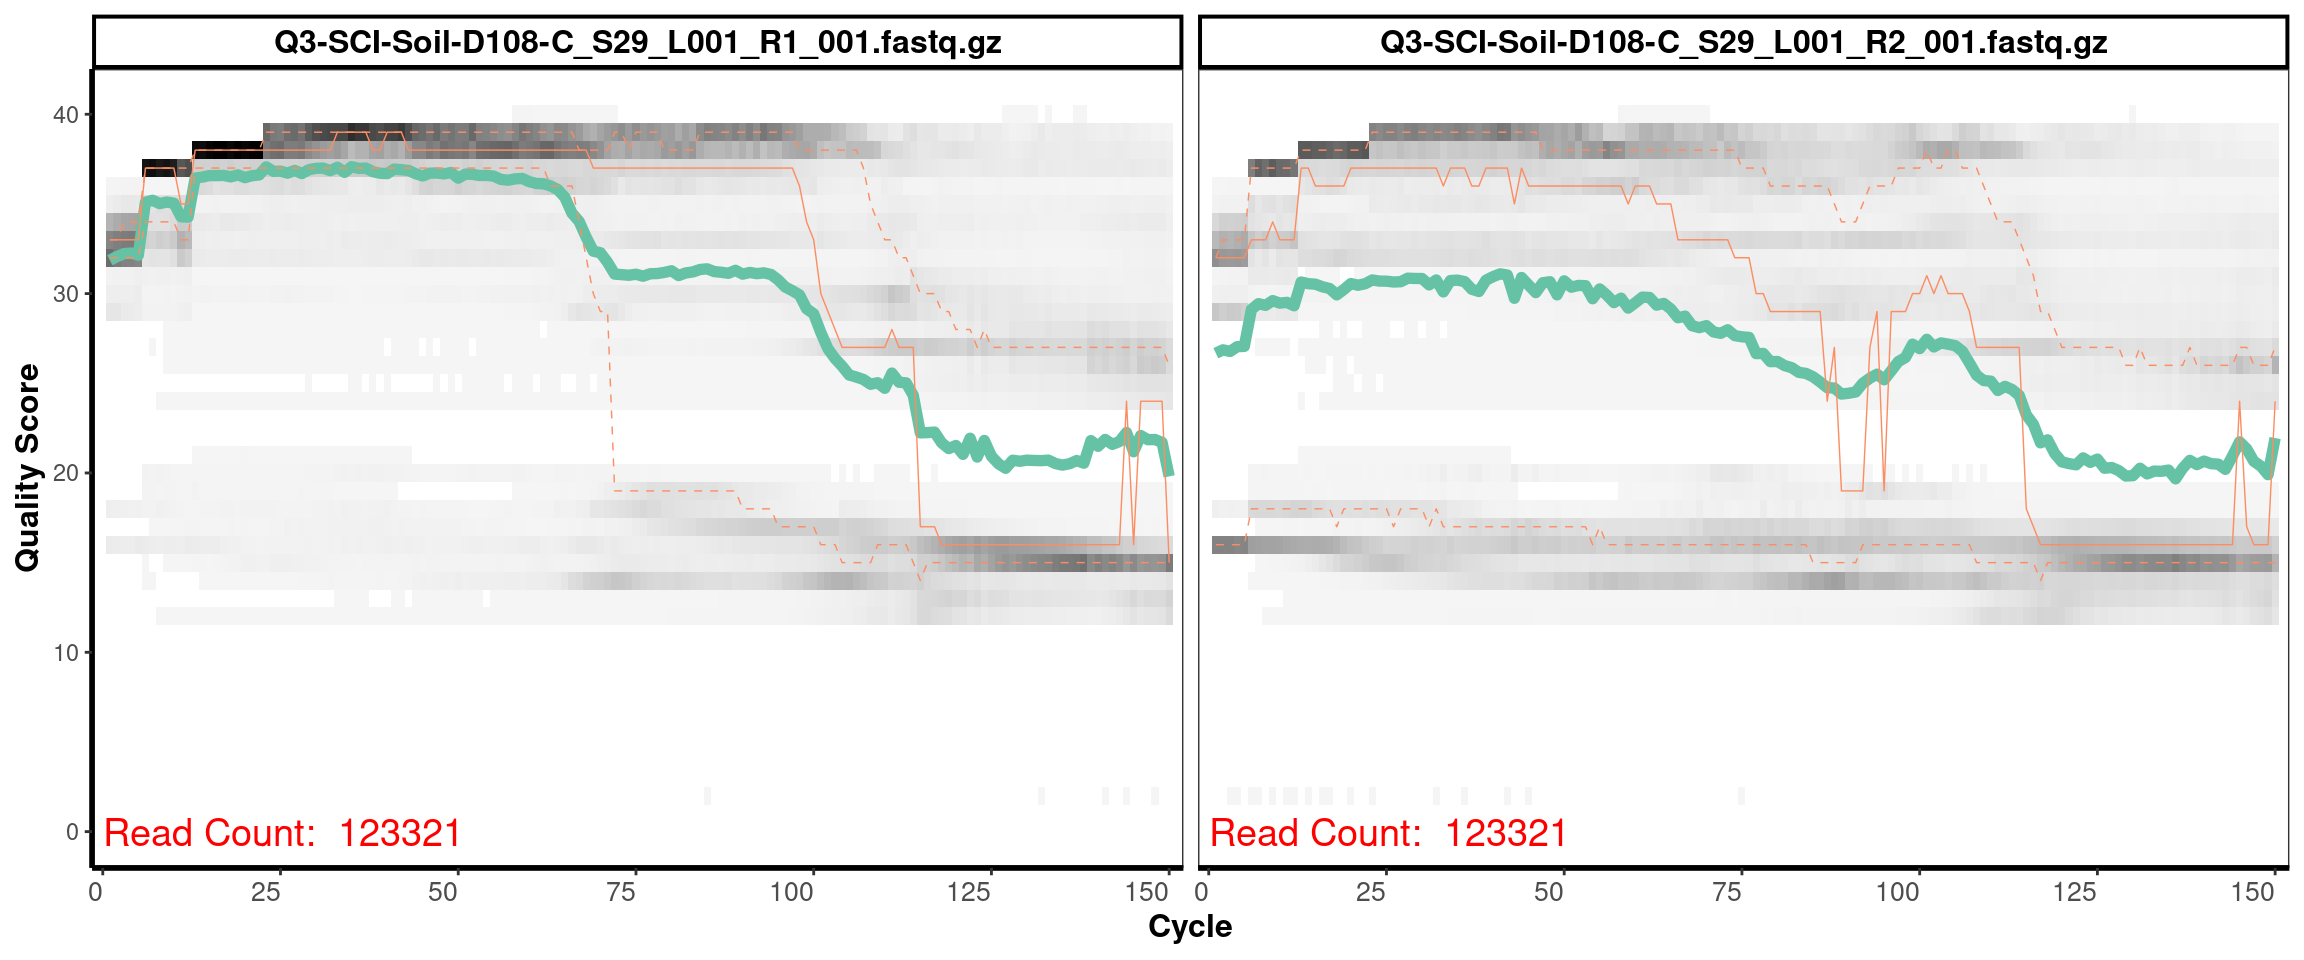 Q3-SCI-Soil-D108-C_S29_L001_R1_001.fastq.gz
Q3-SCI-Soil-D108-C_S29_L001_R2_001.fastq.gz
Quality Score
40
30
20
10
0
Read Count: 123321
Read Count: 123321
0 25 50 75 100 125 150
0 25 50 75 100 125 150
Cycle